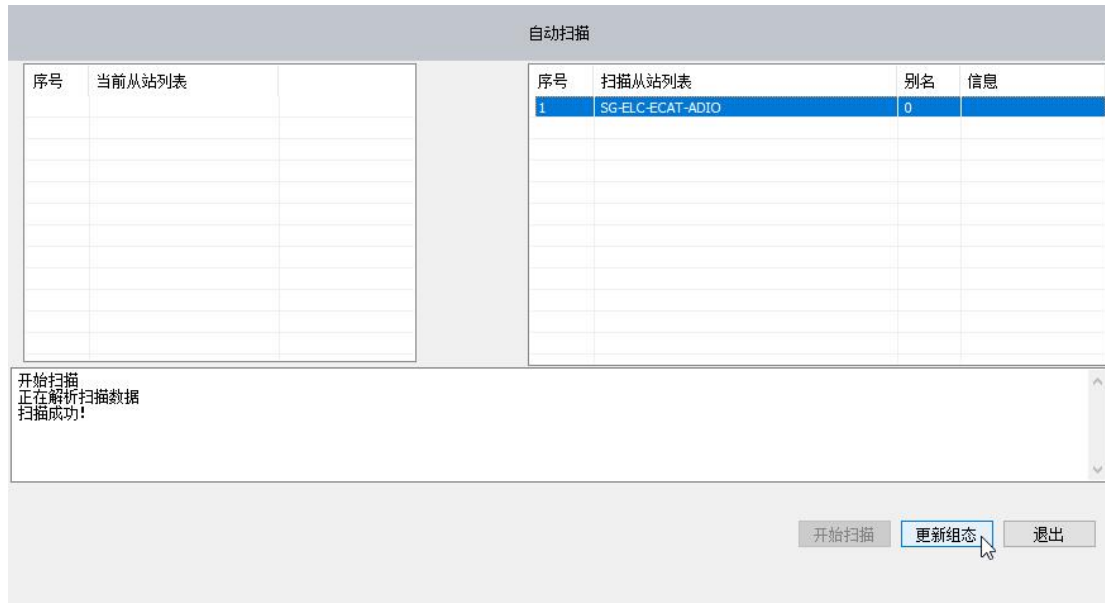 自动扫描
序号 当前从站列表
序号 扫描从站列表 别名 信息
1 SG-ELC-ECAT-ADIO 0
开始扫描
正在解析扫描数据
扫描成功!
开始扫描 更新组态 退出